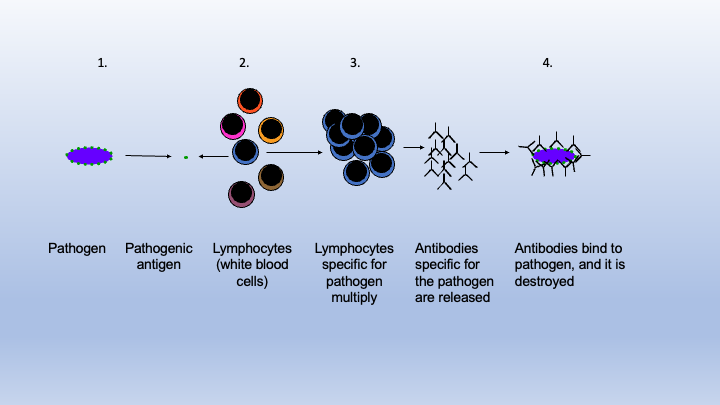 1.
2.
3.
4.
Pathogen
Pathogenic
antigen
Lymphocytes
(white blood
cells)
Lymphocytes
specific for
pathogen
multiply
Antibodies
specific for
the pathogen
are released
Antibodies bind to
pathogen, and it is
destroyed